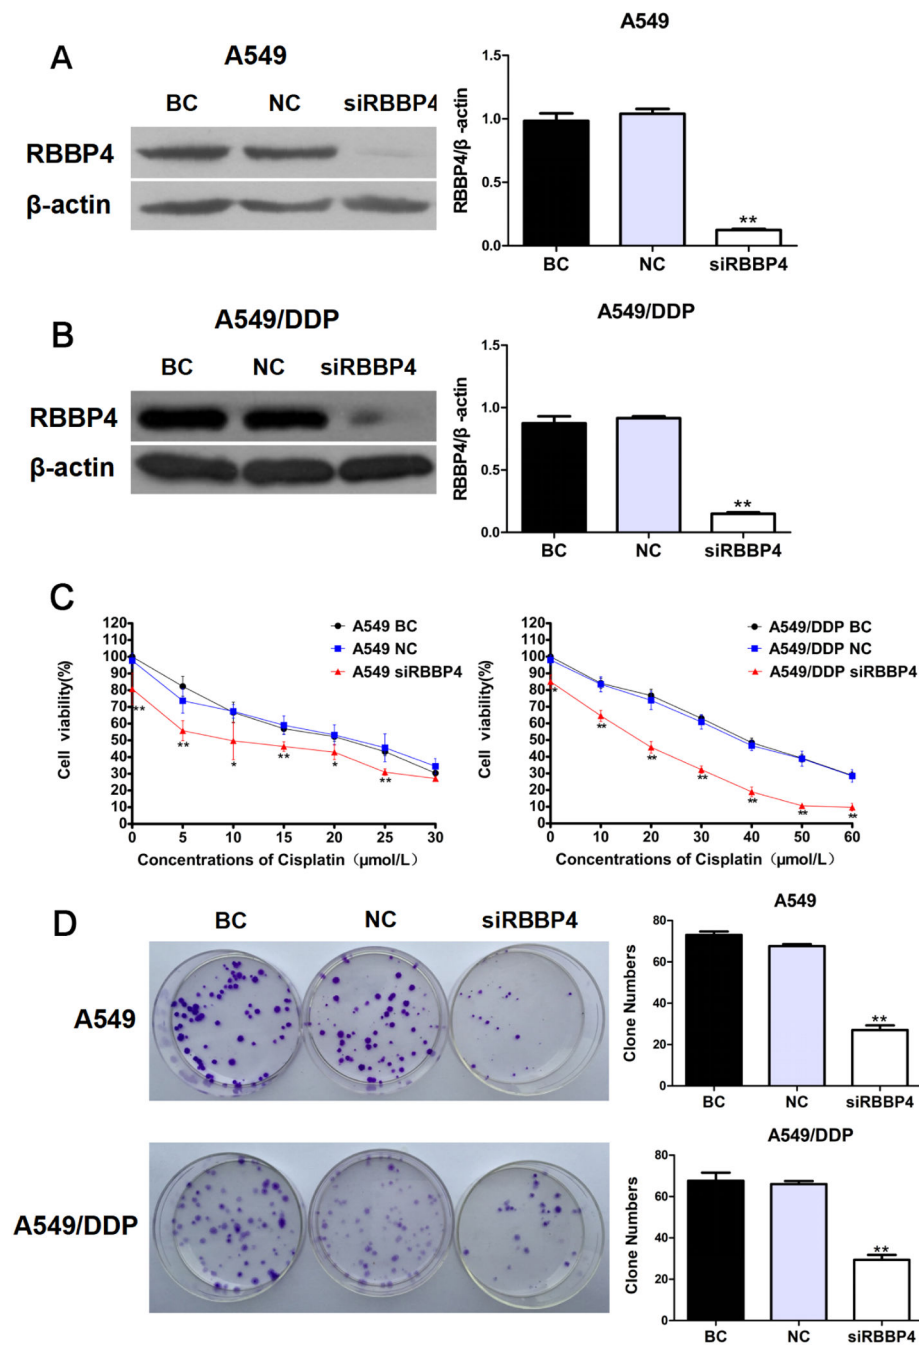 A
A549
BC NC siRBBP4
RBBP4
β-actin
A549
RBBP4/β -actin
1.5
1.0
0.5
0.0
**
BC NC siRBBP4
B
A549/DDP
BC NC siRBBP4
RBBP4
β-actin
A549/DDP
RBBP4/β -actin
1.5
1.0
0.5
0.0
**
BC NC siRBBP4
C
Cell viability(%)
120
110
100
90
80
70
60
50
40
30
20
10
0
A549 BC
A549 NC
A549 siRBBP4
** ** * ** * **
0 5 10 15 20 25 30
Concentrations of Cisplatin (μmol/L)
Cell viability(%)
120
110
100
90
80
70
60
50
40
30
20
10
0
A549/DDP BC
A549/DDP NC
A549/DDP siRBBP4
* ** ** ** ** ** **
0 10 20 30 40 50 60
Concentrations of Cisplatin (μmol/L)
D
BC NC siRBBP4
A549
A549
Clone Numbers
80
60
40
20
0
**
BC NC siRBBP4
A549/DDP
A549/DDP
Clone Numbers
80
60
40
20
0
**
BC NC siRBBP4